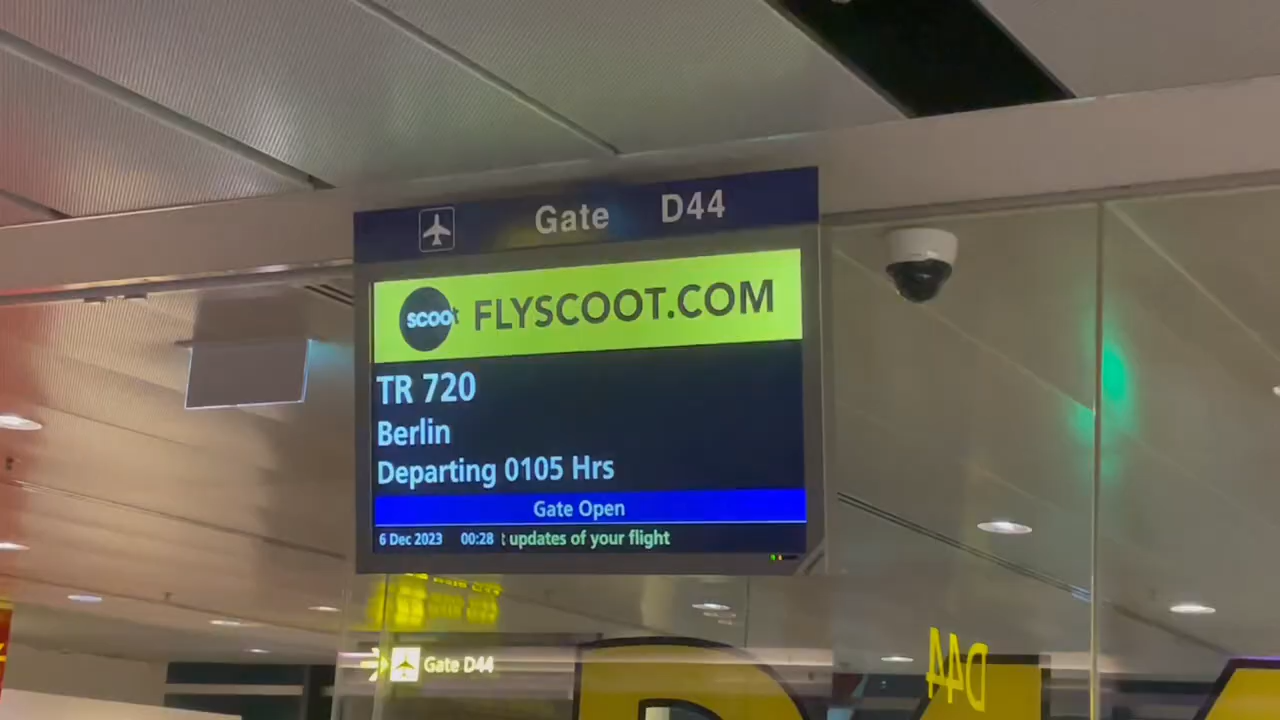 Gate D44
scoot FLYSCOOT.COM
TR 720
Berlin
Departing 0105 Hrs
Gate Open
6 Dec 2023 00:28 t updates of your flight
Gate D44
D44